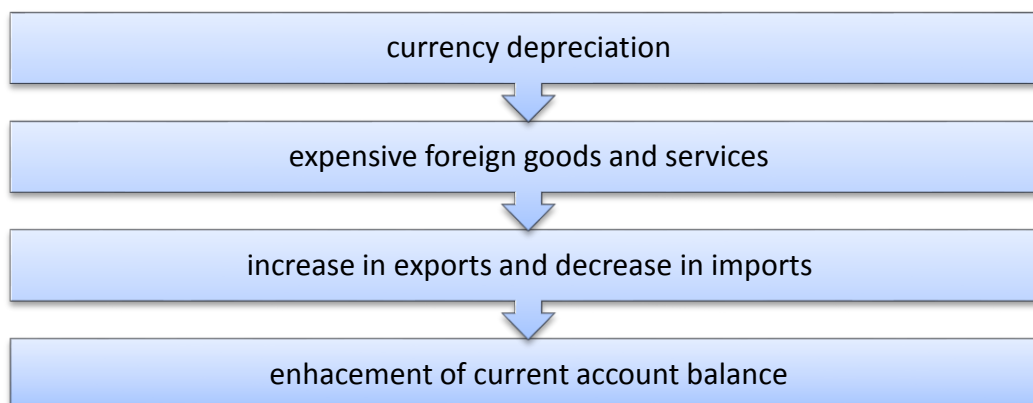 currency depreciation
expensive foreign goods and services
increase in exports and decrease in imports
enhacement of current account balance